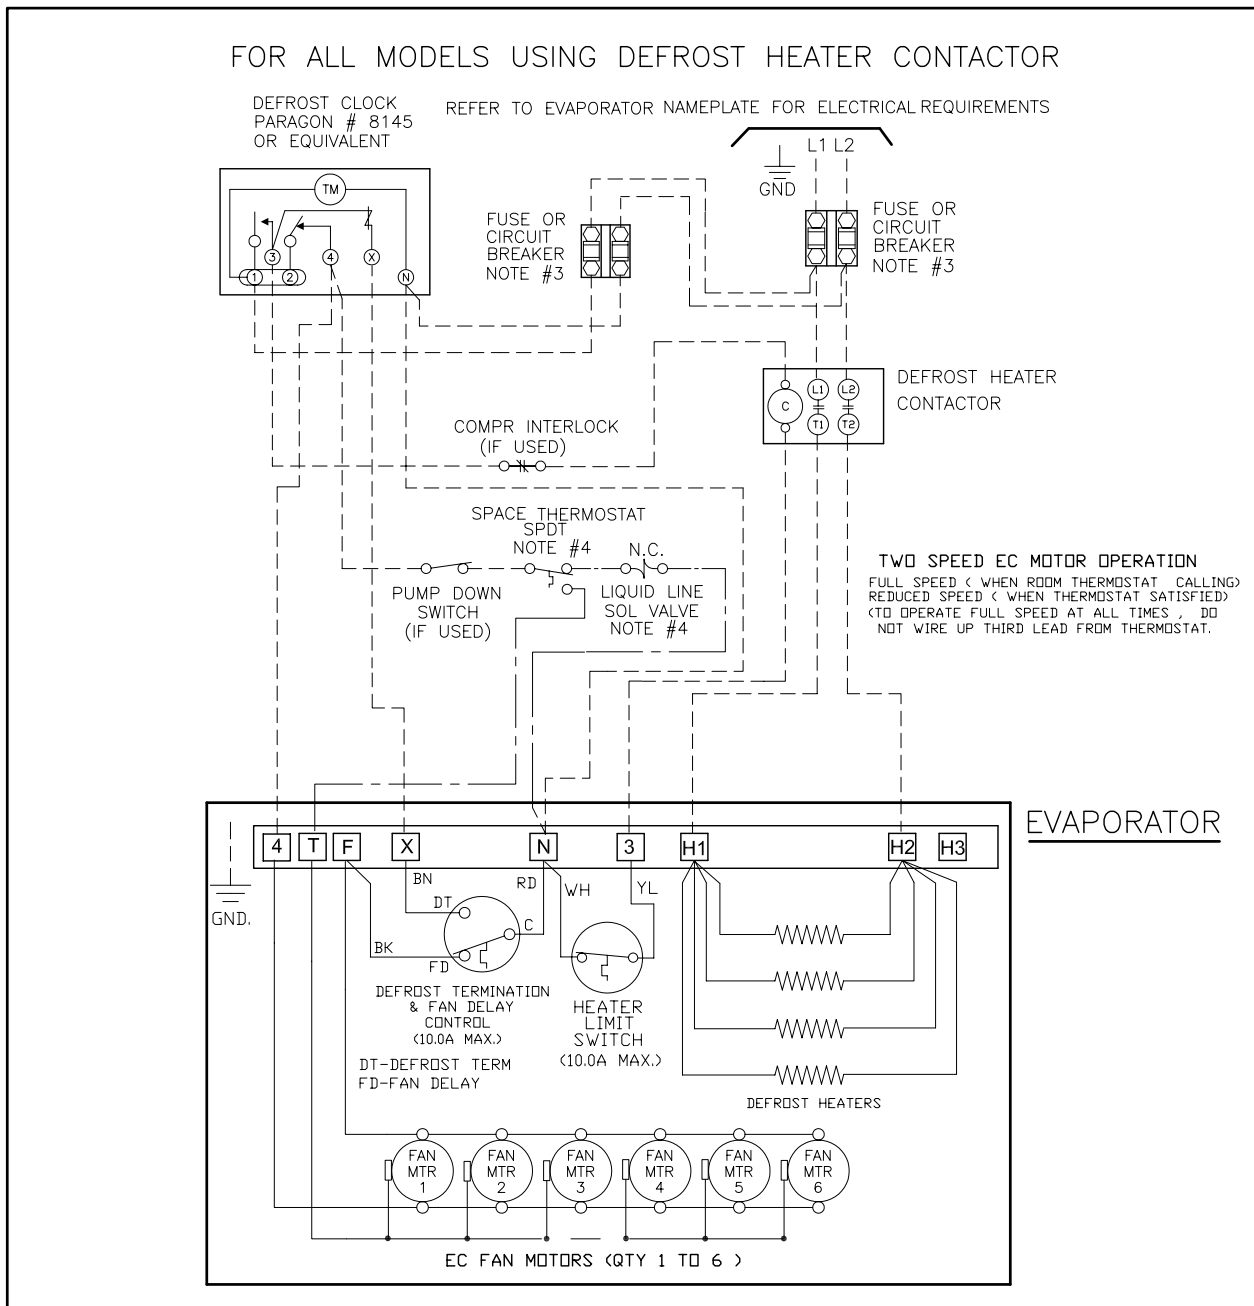 FOR ALL MODELS USING DEFROST HEATER CONTACTOR
DEFROST CLOCK
PARAGON # 8145
OR EQUIVALENT
REFER TO EVAPORATOR NAMEPLATE FOR ELECTRICAL REQUIREMENTS
L1 L2
GND
TM
3
4
X
1
2
N
FUSE OR
CIRCUIT
BREAKER
NOTE #3
FUSE OR
CIRCUIT
BREAKER
NOTE #3
DEFROST HEATER
CONTACTOR
C
L1
L2
T1
T2
COMPR INTERLOCK
(IF USED)
SPACE THERMOSTAT
SPDT
NOTE #4
N.C.
PUMP DOWN
SWITCH
(IF USED)
LIQUID LINE
SOL VALVE
NOTE #4
TWO SPEED EC MOTOR OPERATION
FULL SPEED ( WHEN ROOM THERMOSTAT CALLING)
REDUCED SPEED ( WHEN THERMOSTAT SATISFIED)
(TO OPERATE FULL SPEED AT ALL TIMES , DO
NOT WIRE UP THIRD LEAD FROM THERMOSTAT.
EVAPORATOR
4 T F X N 3 H1 H2 H3
GND.
BN
RD
WH
YL
DT
C
BK
FD
DEFROST TERMINATION
& FAN DELAY
CONTROL
(10.0A MAX.)
HEATER
LIMIT
SWITCH
(10.0A MAX.)
DT-DEFROST TERM
FD-FAN DELAY
DEFROST HEATERS
FAN
MTR
1
FAN
MTR
2
FAN
MTR
3
FAN
MTR
4
FAN
MTR
5
FAN
MTR
6
EC FAN MOTORS (QTY 1 TO 6 )